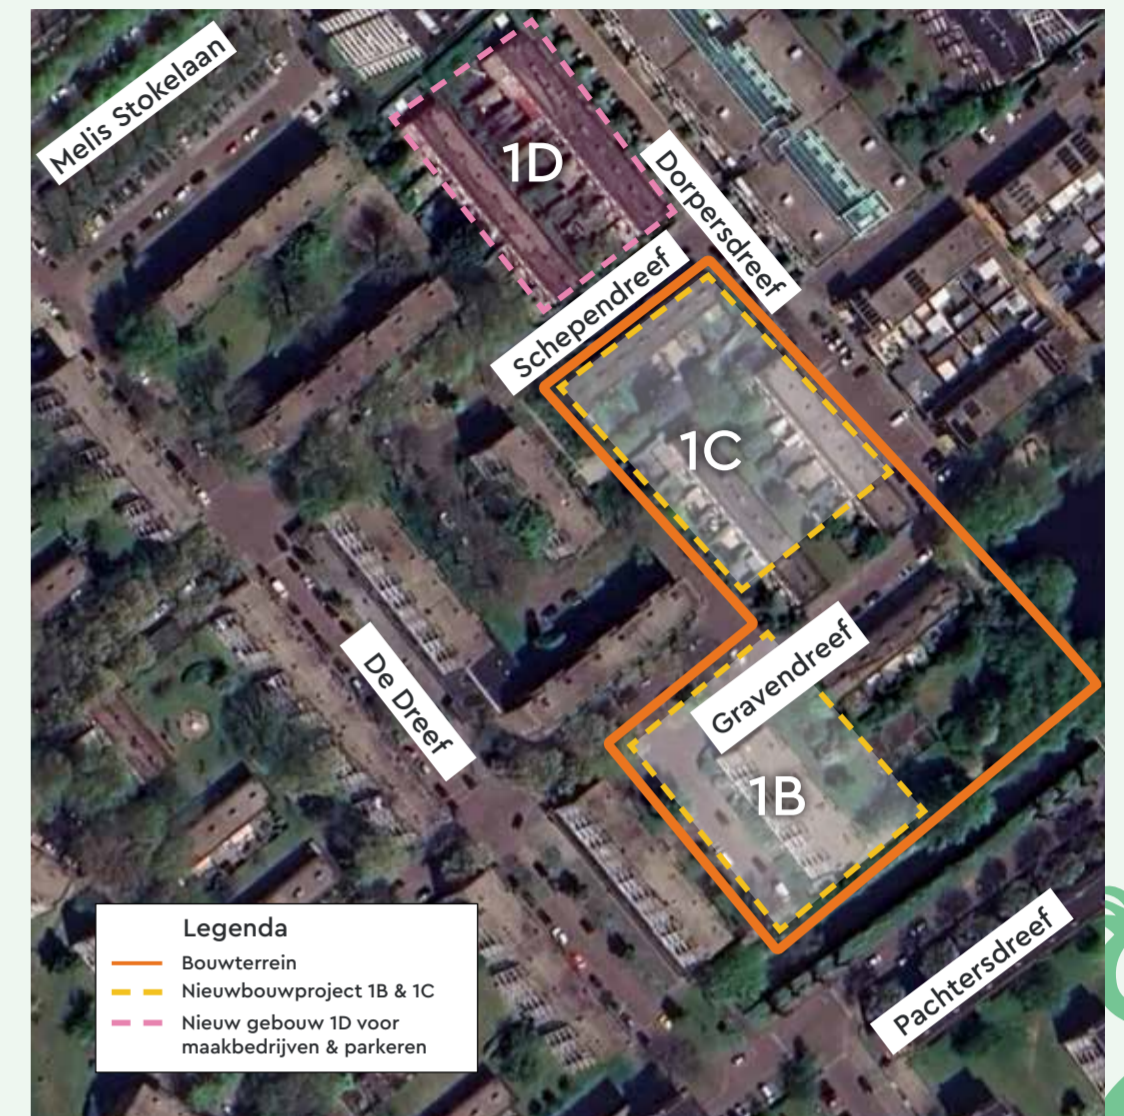 Melis Stokelaan
1D
Dorpersdreef
Schependreef
1C
Gravendreef
De Dreef
1B
Pachtersdreef
Legenda
Bouwterrein
Nieuwbouwproject 1B & 1C
Nieuw gebouw 1D voor
maakbedrijven & parkeren